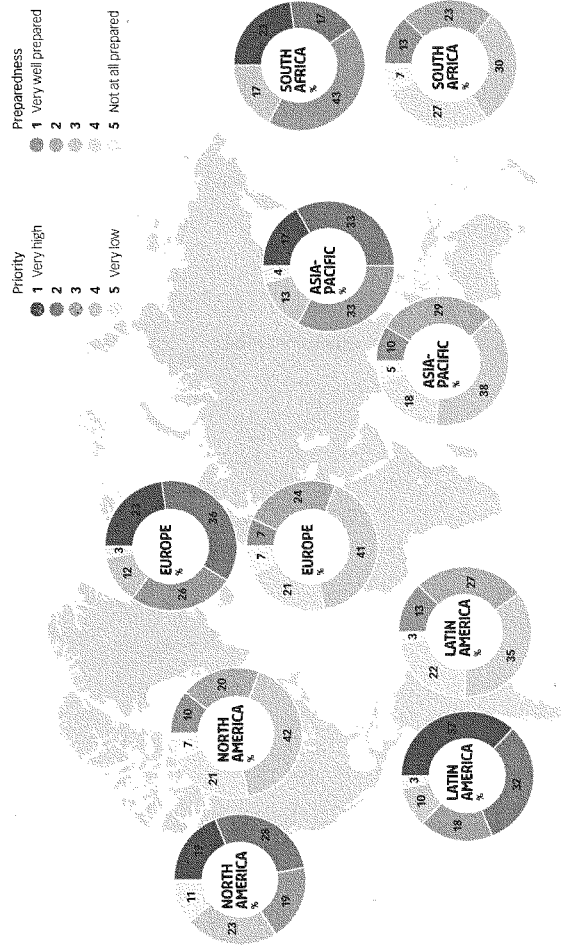 Priority
1 Very high
2
3
4
5 Very low
Preparedness
1 Very well prepared
2
3
4
5 Not at all prepared
NORTH
AMERICA
%
19
28
19
23
11
NORTH
AMERICA
%
10
20
42
21
7
EUROPE
%
23
36
26
12
3
EUROPE
%
7
24
41
21
7
ASIA-
PACIFIC
%
17
33
33
13
4
ASIA-
PACIFIC
%
10
29
38
18
5
SOUTH
AFRICA
%
23
17
43
17
SOUTH
AFRICA
%
13
23
30
27
7
LATIN
AMERICA
%
37
32
18
10
3
LATIN
AMERICA
%
13
27
35
22
3